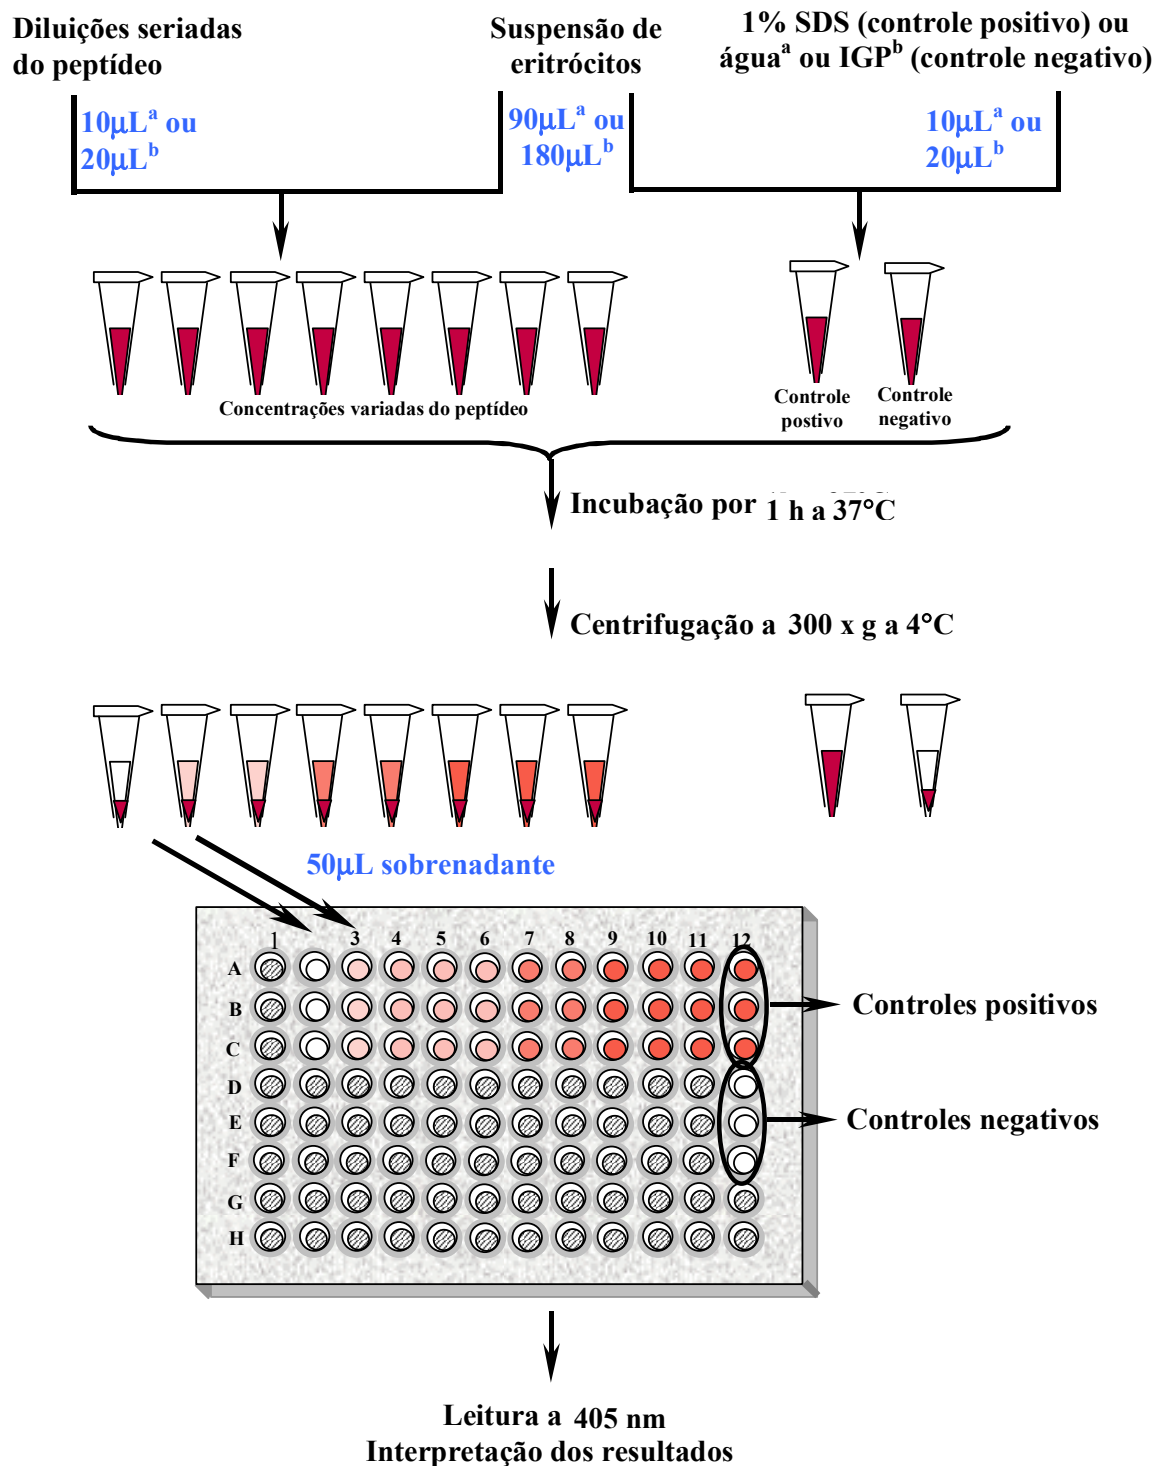 Diluições seriadas
do peptídeo
Suspensão de
eritrócitos
1% SDS (controle positivo) ou
águaᵃ ou IGPᵇ (controle negativo)
10µLᵃ ou
20µLᵇ
90µLᵃ ou
180µLᵇ
10µLᵃ ou
20µLᵇ
Concentrações variadas do peptídeo
Controle
postivo
Controle
negativo
Incubação por 1 h a 37°C
Centrifugação a 300 x g a 4°C
50µL sobrenadante
1 3 4 5 6 7 8 9 10 11 12
A
B
C
D
E
F
G
H
Controles positivos
Controles negativos
Leitura a 405 nm
Interpretação dos resultados